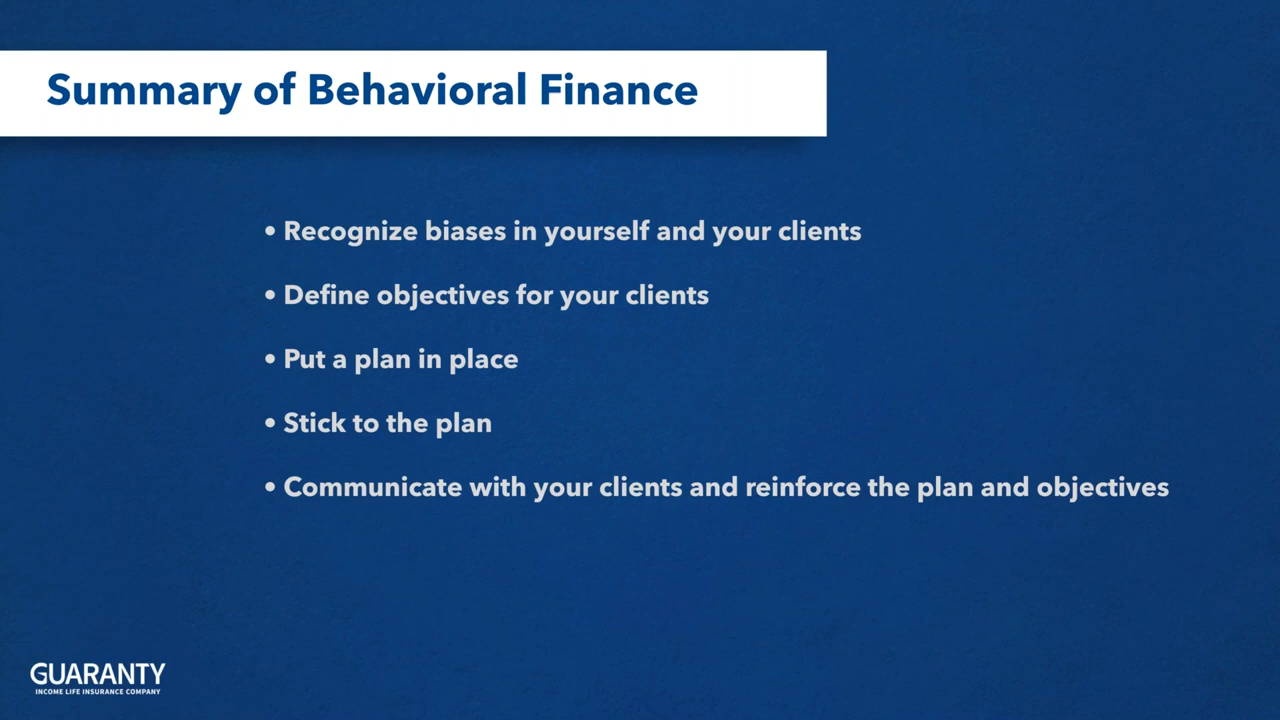 Summary of Behavioral Finance
• Recognize biases in yourself and your clients
• Define objectives for your clients
• Put a plan in place
• Stick to the plan
• Communicate with your clients and reinforce the plan and objectives
GUARANTY
INCOME LIFE INSURANCE COMPANY